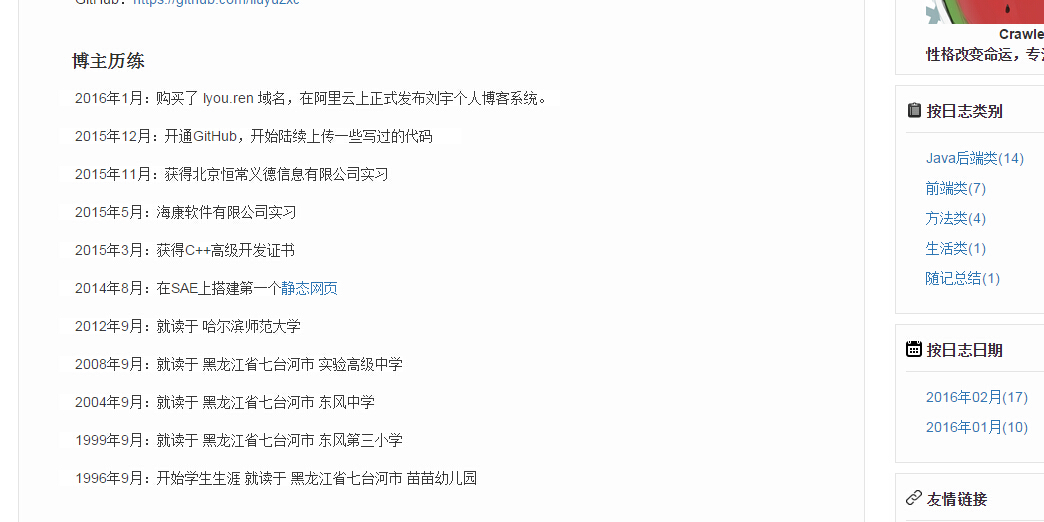 博主历练
2016年1月：购买了 lyou.ren 域名，在阿里云上正式发布刘宇个人博客系统。
2015年12月：开通GitHub，开始陆续上传一些写过的代码
2015年11月：获得北京恒常义德信息有限公司实习
2015年5月：海康软件有限公司实习
2015年3月：获得C++高级开发证书
2014年8月：在SAE上搭建第一个静态网页
2012年9月：就读于 哈尔滨师范大学
2008年9月：就读于 黑龙江省七台河市 实验高级中学
2004年9月：就读于 黑龙江省七台河市 东风中学
1999年9月：就读于 黑龙江省七台河市 东风第三小学
1996年9月：开始学生生涯 就读于 黑龙江省七台河市 苗苗幼儿园
Crawle
性格改变命运，专
按日志类别
Java后端类(14)
前端类(7)
方法类(4)
生活类(1)
随记总结(1)
按日志日期
2016年02月(17)
2016年01月(10)
友情链接